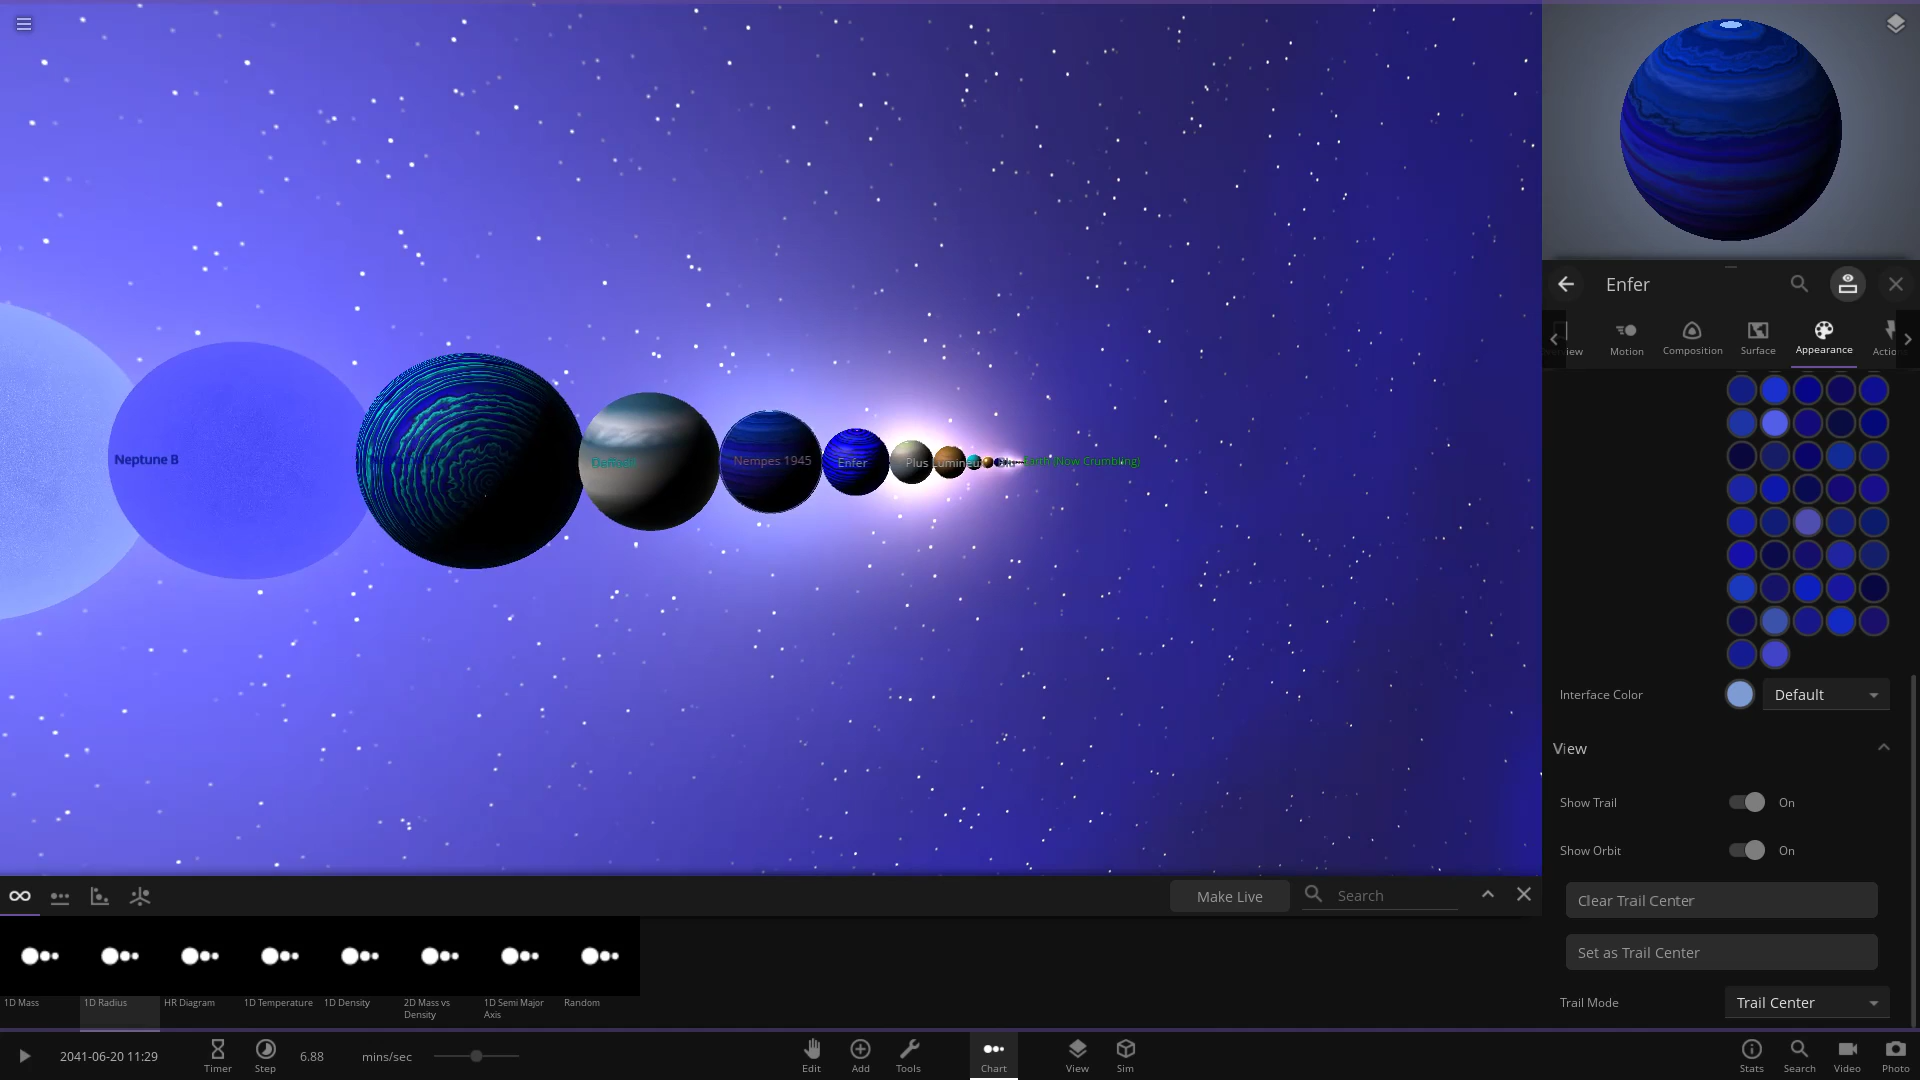 Enfer
Motion
Composition
Surface
Appearance
Neptune B
Nempes 1945
Enfer
Plus Lumineu
Earth (Now Crumbling)
Interface Color
Default
View
Show Trail
On
Show Orbit
On
Clear Trail Center
Set as Trail Center
Trail Mode
Trail Center
Make Live
Search
1D Mass
1D Radius
HR Diagram
1D Temperature
1D Density
2D Mass vs
Density
1D Semi Major
Axis
Random
2041-06-20 11:29
Timer
Step
6.88
mins/sec
Edit
Add
Tools
Chart
View
Sim
Stats
Search
Video
Photo